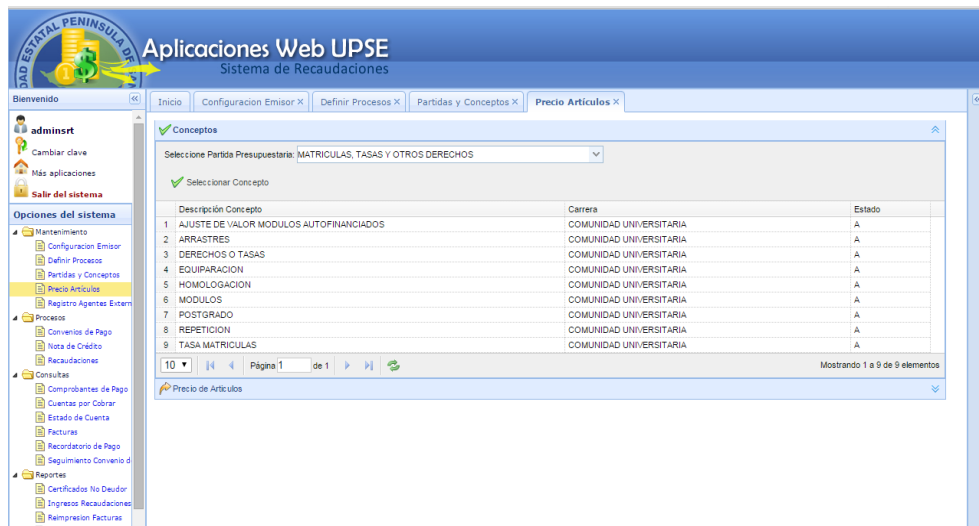 ESTATAL PENINSULA DE
Aplicaciones Web UPSE
Sistema de Recaudaciones
Bienvenido
Inicio
Configuracion Emisor
Definir Procesos
Partidas y Conceptos
Precio Artículos
adminsrt
Cambiar clave
Más aplicaciones
Salir del sistema
Opciones del sistema
Mantenimiento
Configuracion Emisor
Definir Procesos
Partidas y Conceptos
Precio Artículos
Registro Agentes Extern
Procesos
Convenios de Pago
Nota de Crédito
Recaudaciones
Consultas
Comprobantes de Pago
Cuentas por Cobrar
Estado de Cuenta
Facturas
Recordatorio de Pago
Seguimiento Convenio d
Reportes
Certificados No Deudor
Ingresos Recaudaciones
Reimpresion Facturas
Conceptos
Seleccione Partida Presupuestaria: MATRICULAS, TASAS Y OTROS DERECHOS
Seleccionar Concepto
Descripción Concepto Carrera Estado
1 AJUSTE DE VALOR MODULOS AUTOFINANCIADOS COMUNIDAD UNIVERSITARIA A
2 ARRASTRES COMUNIDAD UNIVERSITARIA A
3 DERECHOS O TASAS COMUNIDAD UNIVERSITARIA A
4 EQUIPARACION COMUNIDAD UNIVERSITARIA A
5 HOMOLOGACION COMUNIDAD UNIVERSITARIA A
6 MODULOS COMUNIDAD UNIVERSITARIA A
7 POSTGRADO COMUNIDAD UNIVERSITARIA A
8 REPETICION COMUNIDAD UNIVERSITARIA A
9 TASA MATRICULAS COMUNIDAD UNIVERSITARIA A
10 Página 1 de 1 Mostrando 1 a 9 de 9 elementos
Precio de Articulos